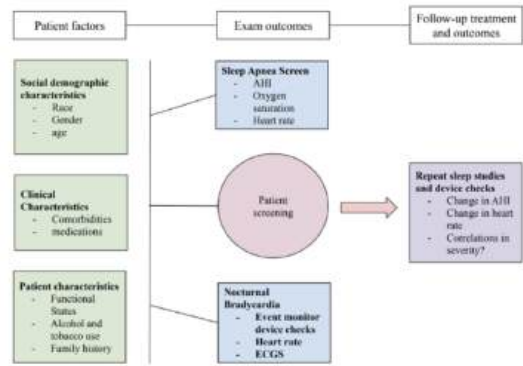 Patient factors
Exam outcomes
Follow-up treatment
and outcomes
Social demographic
characteristics
- Race
- Gender
- age
Clinical
Characteristics
- Comorbidities
- medications
Patient characteristics
- Functional
Status
- Alcohol and
tobacco use
- Family history
Sleep Apnea Screen
- AHI
- Oxygen
saturation
- Heart rate
Patient
screening
Nocturnal
Bradycardia
- Event monitor
device checks
- Heart rate
- ECGS
Repeat sleep studies
and device checks
- Change in AHI
- Change in heart
rate
- Correlations in
severity?